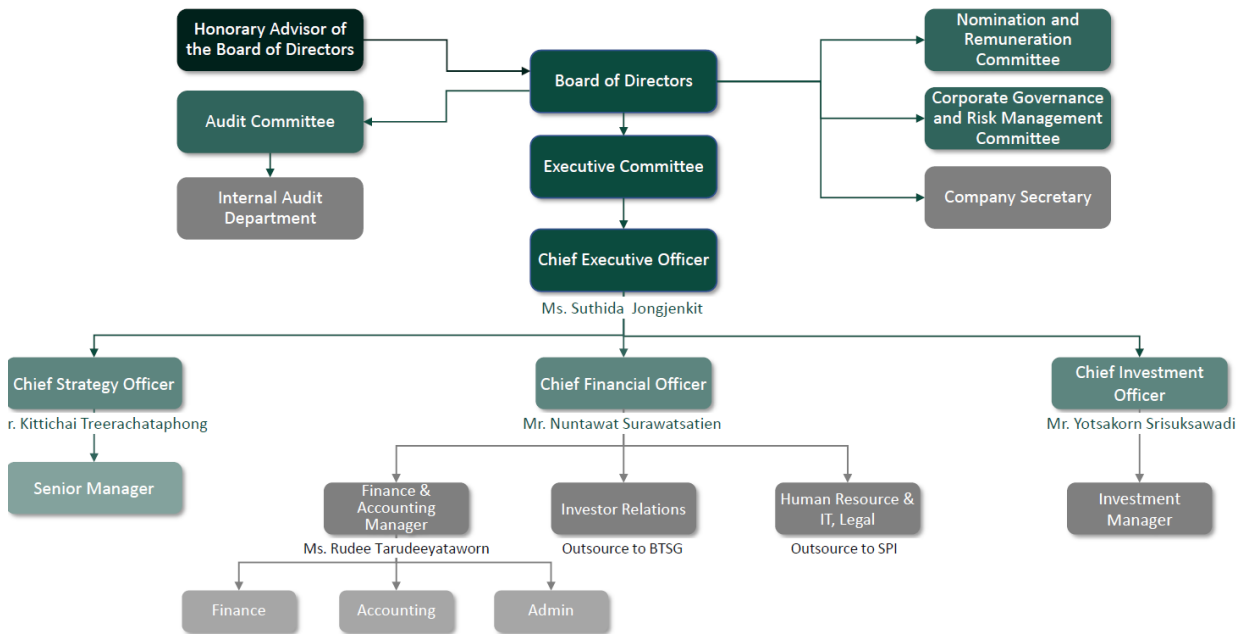 Honorary Advisor of
the Board of Directors
Nomination and
Remuneration
Committee
Board of Directors
Audit Committee
Corporate Governance
and Risk Management
Committee
Executive Committee
Internal Audit
Department
Company Secretary
Chief Executive Officer
Ms. Suthida Jongjenkit
Chief Strategy Officer
r. Kittichai Treerachataphong
Chief Financial Officer
Mr. Nuntawat Surawatsatien
Chief Investment
Officer
Mr. Yotsakorn Srisuksawadi
Senior Manager
Finance &
Accounting
Manager
Ms. Rudee Tarudeeyataworn
Investor Relations
Outsource to BTSG
Human Resource &
IT, Legal
Outsource to SPI
Investment
Manager
Finance
Accounting
Admin